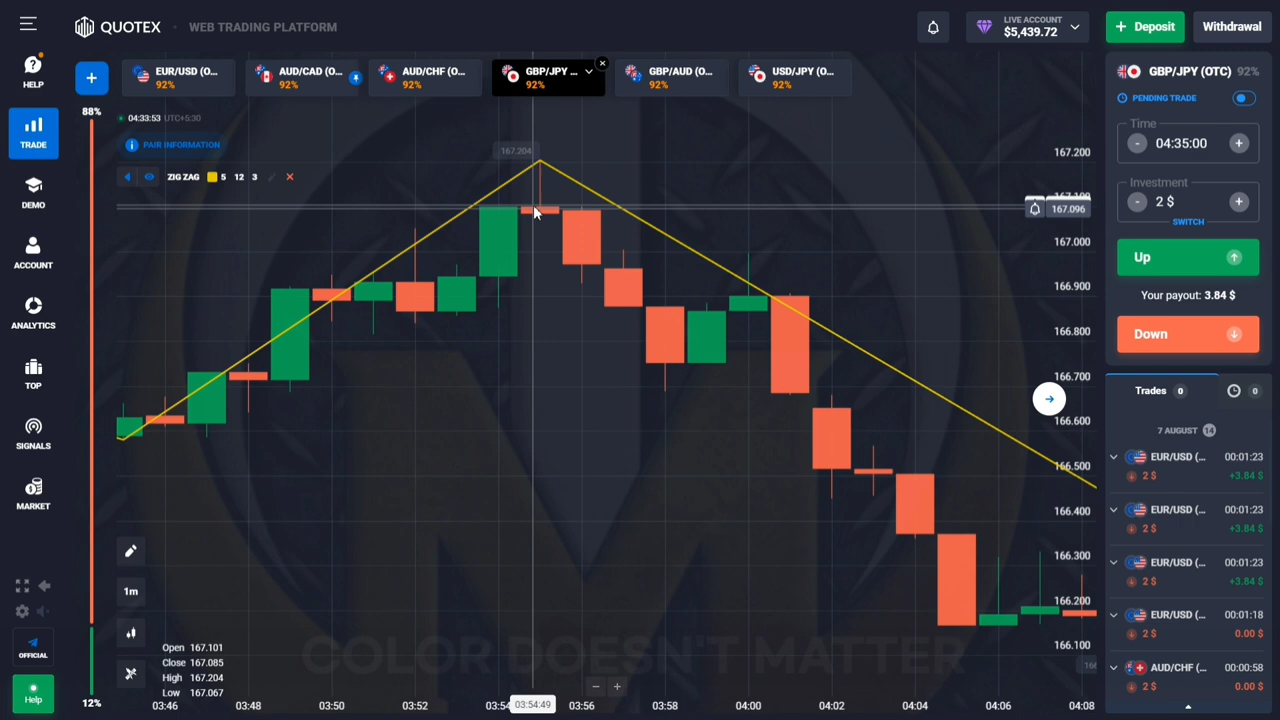 QUOTEX
WEB TRADING PLATFORM
LIVE ACCOUNT
$5,439.72
Deposit
Withdrawal
HELP
TRADE
DEMO
ACCOUNT
ANALYTICS
TOP
SIGNALS
MARKET
OFFICIAL
Help
EUR/USD (O...
92%
AUD/CAD (O...
92%
AUD/CHF (O...
92%
GBP/JPY ...
92%
GBP/AUD (O...
92%
USD/JPY (O...
92%
88%
12%
04:33:53 UTC+5:30
PAIR INFORMATION
ZIG ZAG 5 12 3
167.204
167.200
167.100
167.096
167.000
166.900
166.800
166.700
166.600
166.500
166.400
166.300
166.200
166.100
166
1m
Open 167.101
Close 167.085
High 167.204
Low 167.067
COLOR DOESN'T MATTER
03:46
03:48
03:50
03:52
03:54
03:54:49
03:56
03:58
04:00
04:02
04:04
04:06
04:08
GBP/JPY (OTC) 92%
PENDING TRADE
Time
- 04:35:00 +
Investment
- 2 $ +
SWITCH
Up
Your payout: 3.84 $
Down
Trades 0
0
7 AUGUST 14
EUR/USD (... 00:01:23
2 $ +3.84 $
EUR/USD (... 00:01:23
2 $ +3.84 $
EUR/USD (... 00:01:23
2 $ +3.84 $
EUR/USD (... 00:01:18
2 $ 0.00 $
AUD/CHF (... 00:00:58
2 $ 0.00 $